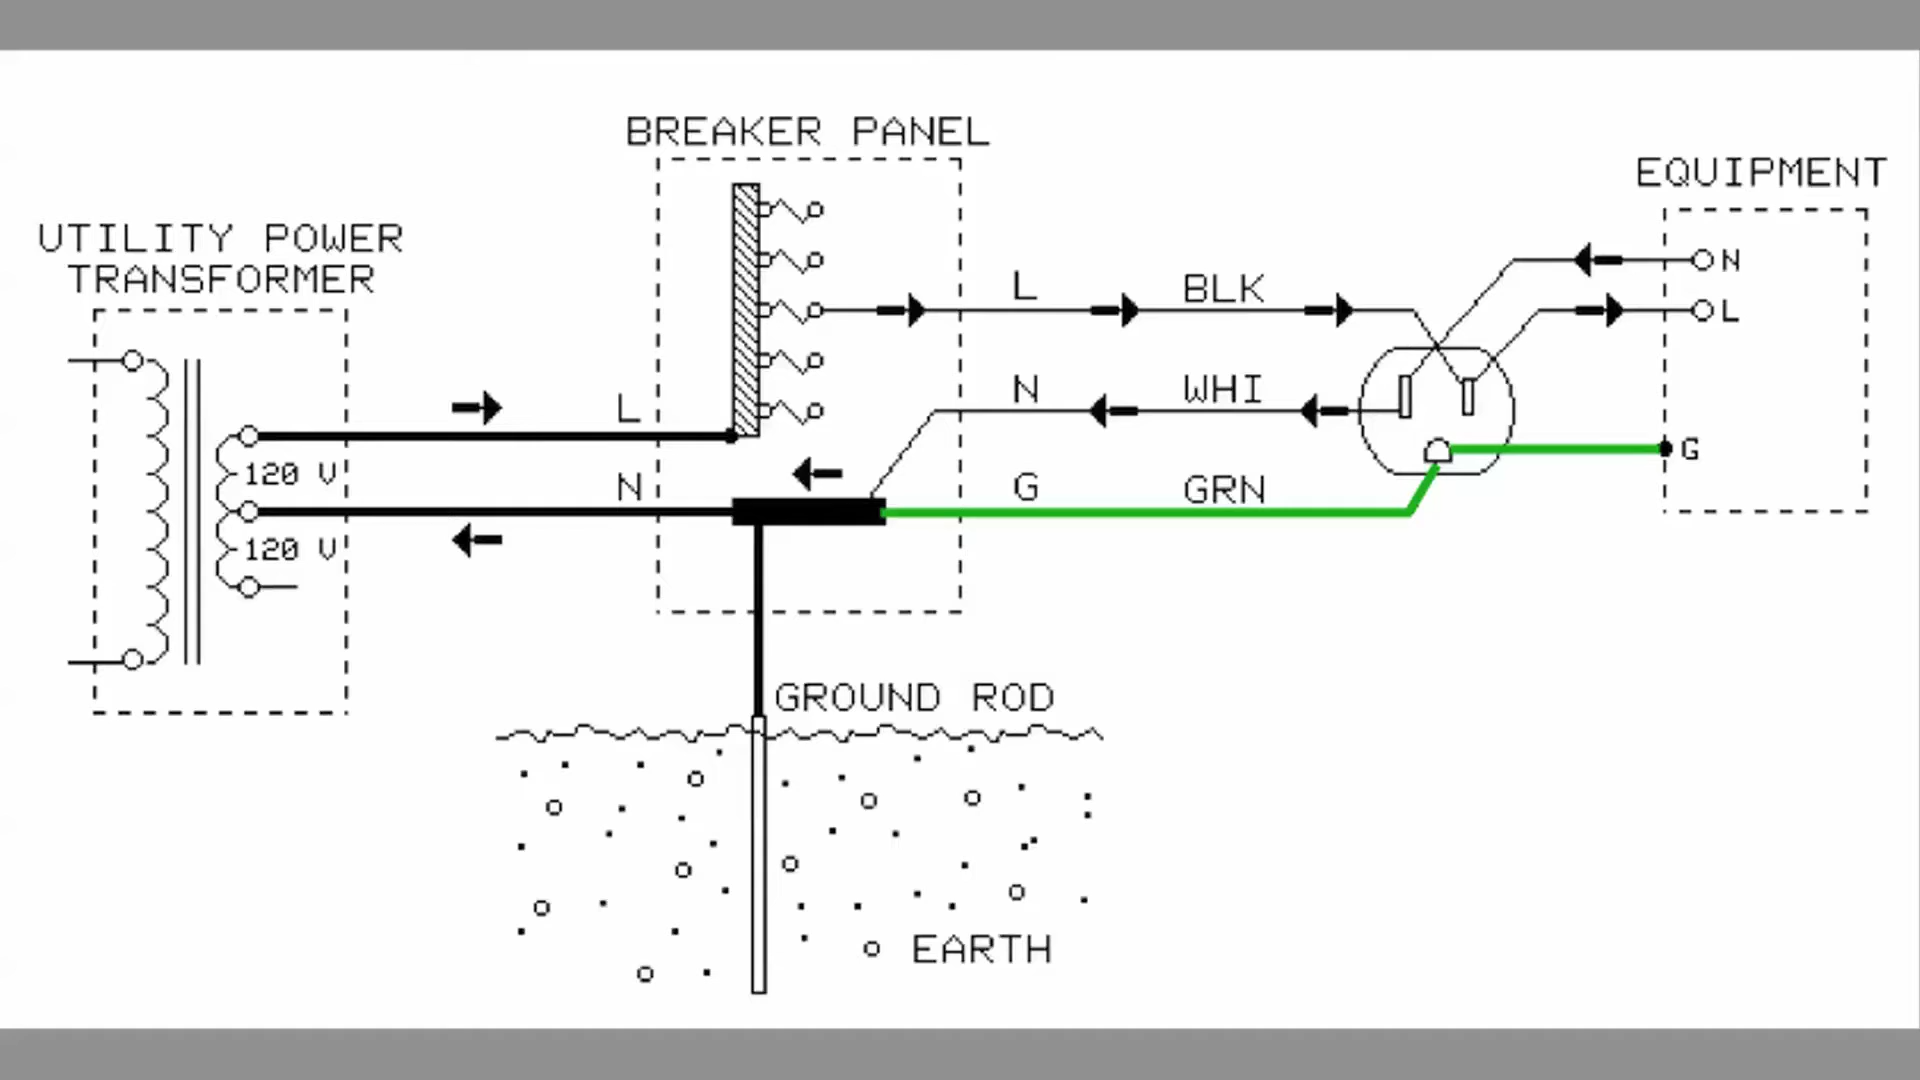 BREAKER PANEL
EQUIPMENT
UTILITY POWER
TRANSFORMER
N
L BLK
L
L
N WHI
G
120 V
N
G GRN
120 V
GROUND ROD
EARTH